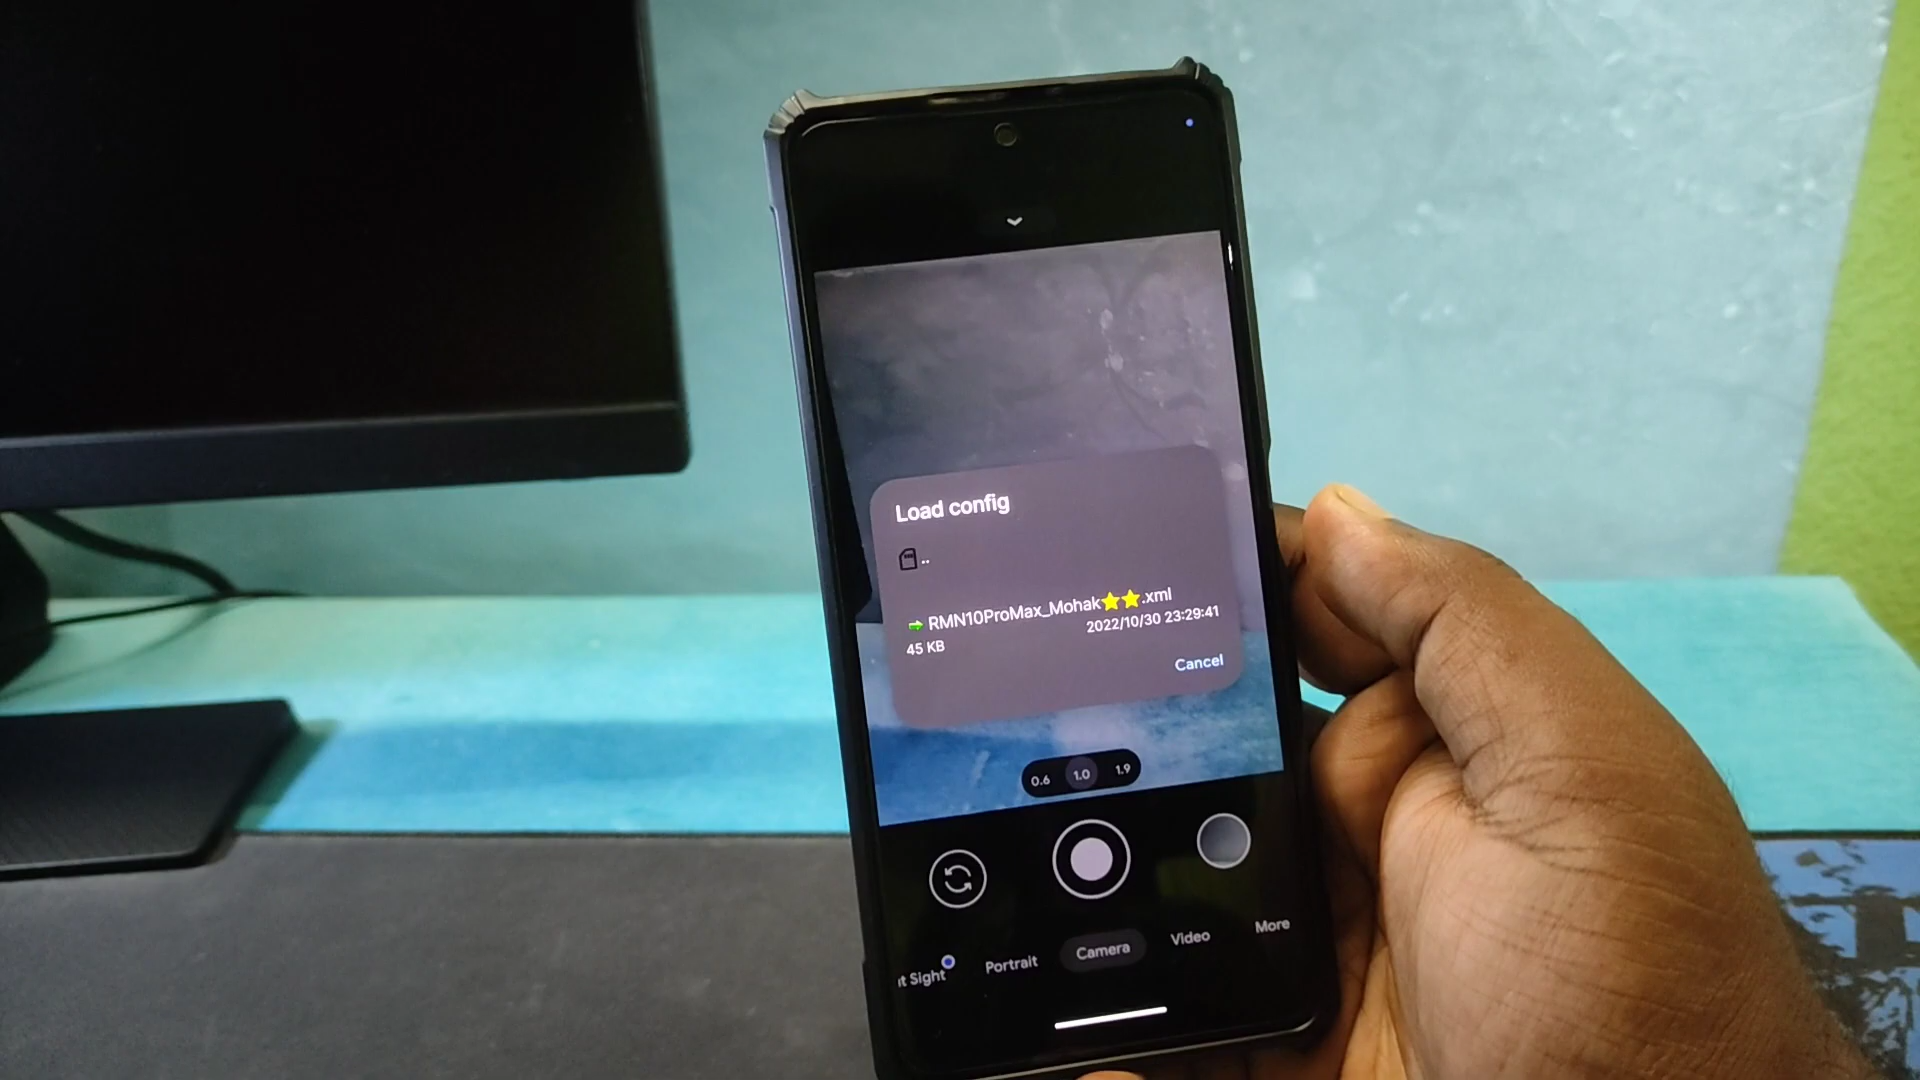 Load config
..
RMN10ProMax_Mohak⭐⭐.xml
2022/10/30 23:29:41
45 KB
Cancel
0.6 1.0 1.9
t Sight Portrait Camera Video More